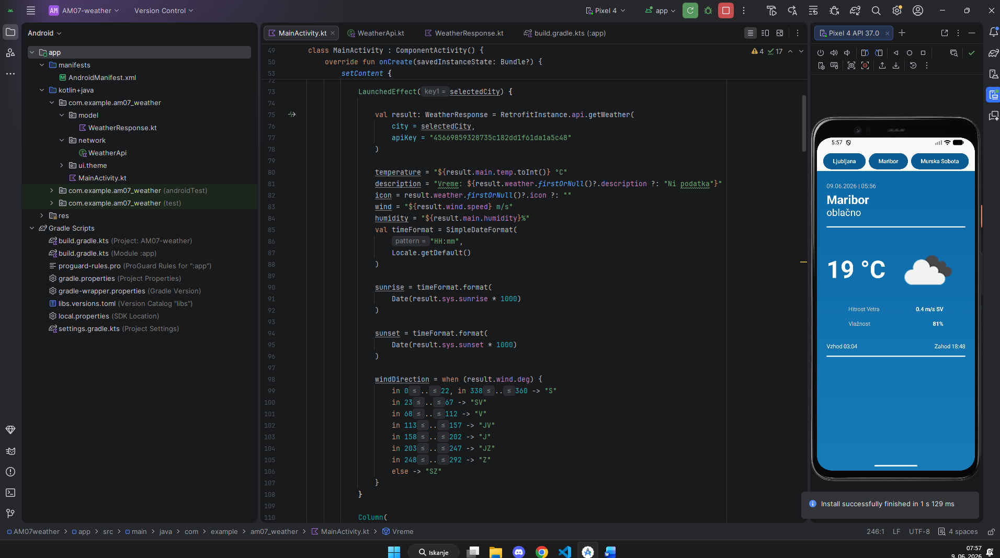 AM AM07-weather Version Control Pixel 4 app
Android
app
manifests
AndroidManifest.xml
kotlin+java
com.example.am07_weather
model
WeatherResponse.kt
network
WeatherApi
ui.theme
MainActivity.kt
com.example.am07_weather (androidTest)
com.example.am07_weather (test)
res
Gradle Scripts
build.gradle.kts (Project: AM07-weather)
build.gradle.kts (Module :app)
proguard-rules.pro (ProGuard Rules for ":app")
gradle.properties (Project Properties)
gradle-wrapper.properties (Gradle Version)
libs.versions.toml (Version Catalog "libs")
local.properties (SDK Location)
settings.gradle.kts (Project Settings)
MainActivity.kt WeatherApi.kt WeatherResponse.kt build.gradle.kts (:app)
4 17
49 class MainActivity : ComponentActivity() {
50 override fun onCreate(savedInstanceState: Bundle?) {
53 setContent {
72
73 LaunchedEffect( key1 = selectedCity) {
74
75 val result: WeatherResponse = RetrofitInstance.api.getWeather(
76 city = selectedCity,
77 apiKey = "45669859328735c182dd1f61da1a5c48"
78 )
79
80 temperature = "${result.main.temp.toInt()} °C"
81 description = "Vreme: ${result.weather.firstOrNull()?.description ?: "Ni podatka"}"
82 icon = result.weather.firstOrNull()?.icon ?: ""
83 wind = "${result.wind.speed} m/s"
84 humidity = "${result.main.humidity}%"
85 val timeFormat = SimpleDateFormat(
86 pattern = "HH:mm",
87 Locale.getDefault()
88 )
89
90 sunrise = timeFormat.format(
91 Date(result.sys.sunrise * 1000)
92 )
93
94 sunset = timeFormat.format(
95 Date(result.sys.sunset * 1000)
96 )
97
98 windDirection = when (result.wind.deg) {
99 in 0 ≤ .. ≤ 22, in 338 ≤ .. ≤ 360 -> "S"
100 in 23 ≤ .. ≤ 67 -> "SV"
101 in 68 ≤ .. ≤ 112 -> "V"
102 in 113 ≤ .. ≤ 157 -> "JV"
103 in 158 ≤ .. ≤ 202 -> "J"
104 in 203 ≤ .. ≤ 247 -> "JZ"
105 in 248 ≤ .. ≤ 292 -> "Z"
106 else -> "SZ"
107 }
108 }
109
110 Column(
Pixel 4 API 37.0
5:57
Ljubljana Maribor Murska Sobota
09.06.2026 | 05:56
Maribor
oblačno
19 °C
Hitrost Vetra 0.4 m/s SV
Vlažnost 81%
Vzhod 03:04 Zahod 18:48
Install successfully finished in 1 s 129 ms
AM07weather > app > src > main > java > com > example > am07_weather > MainActivity.kt > Vreme
246:1 LF UTF-8 4 spaces
Iskanje
07:57
9. 06. 2026